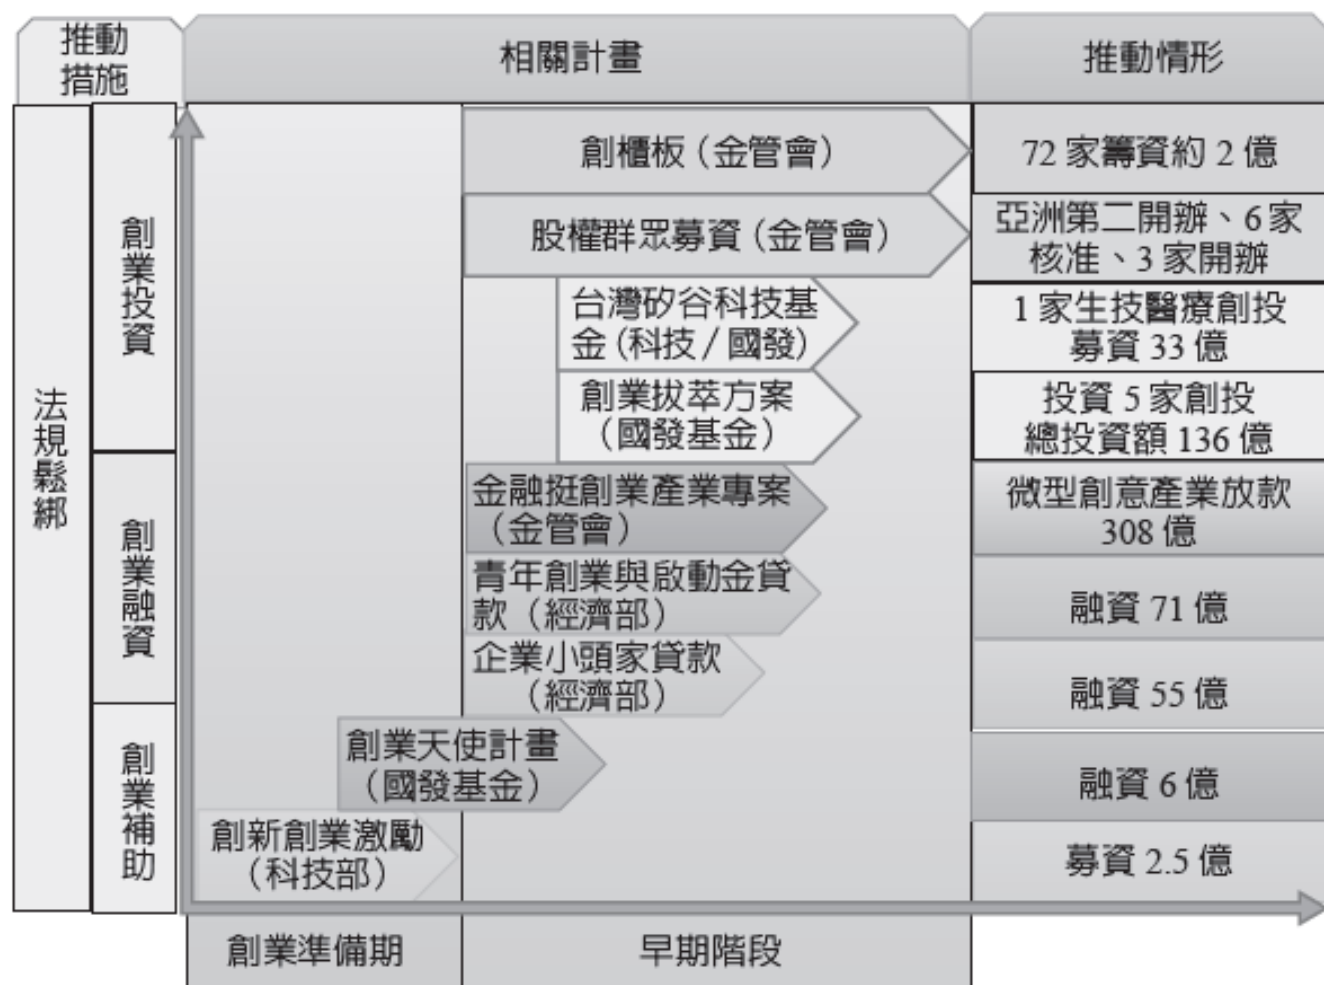 推動
措施
相關計畫
推動情形
法規鬆綁
創業投資
創櫃板（金管會）
72 家籌資約 2 億
股權群眾募資（金管會）
亞洲第二開辦、6 家
核准、3 家開辦
台灣矽谷科技基
金（科技／國發）
1 家生技醫療創投
募資 33 億
創業拔萃方案
（國發基金）
投資 5 家創投
總投資額 136 億
創業融資
金融挺創業產業專案
（金管會）
微型創意產業放款
308 億
青年創業與啟動金貸
款（經濟部）
融資 71 億
企業小頭家貸款
（經濟部）
融資 55 億
創業補助
創業天使計畫
（國發基金）
融資 6 億
創新創業激勵
（科技部）
募資 2.5 億
創業準備期
早期階段